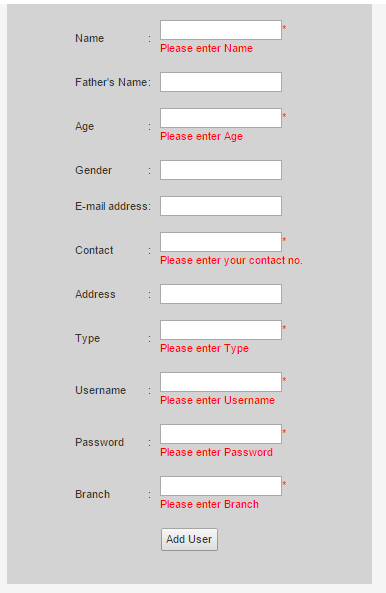 Name : *
Please enter Name
Father's Name:
Age : *
Please enter Age
Gender :
E-mail address:
Contact : *
Please enter your contact no.
Address :
Type : *
Please enter Type
Username : *
Please enter Username
Password : *
Please enter Password
Branch : *
Please enter Branch
Add User